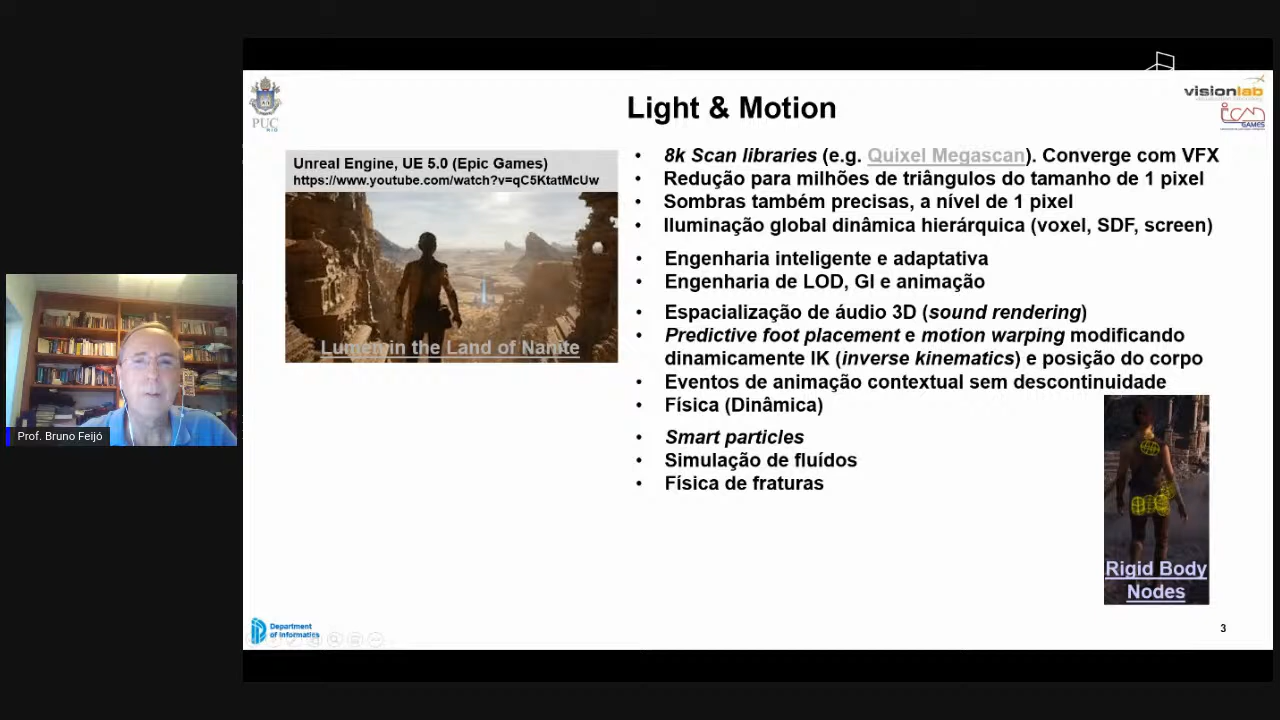 PUC
RIO
Light & Motion
visionlab
icad
GAMES
Unreal Engine, UE 5.0 (Epic Games)
https://www.youtube.com/watch?v=qC5KtatMcUw
Lumen in the Land of Nanite
• 8k Scan libraries (e.g. Quixel Megascan). Converge com VFX
• Redução para milhões de triângulos do tamanho de 1 pixel
• Sombras também precisas, a nível de 1 pixel
• Iluminação global dinâmica hierárquica (voxel, SDF, screen)
• Engenharia inteligente e adaptativa
• Engenharia de LOD, GI e animação
• Espacialização de áudio 3D (sound rendering)
• Predictive foot placement e motion warping modificando
dinamicamente IK (inverse kinematics) e posição do corpo
• Eventos de animação contextual sem descontinuidade
• Física (Dinâmica)
• Smart particles
• Simulação de fluídos
• Física de fraturas
Rigid Body
Nodes
Prof. Bruno Feijó
Department
of Informatics
3